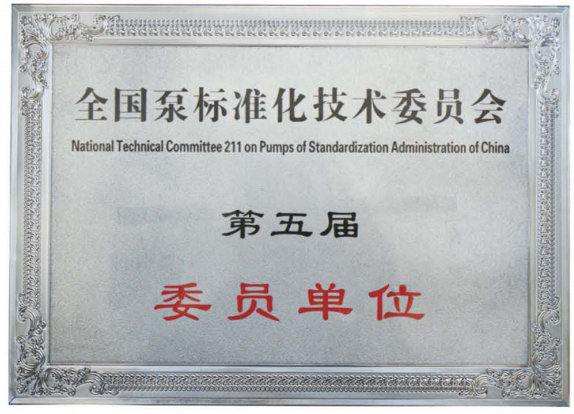 全国泵标准化技术委员会
National Technical Committee 211 on Pumps of Standardization Administration of China
第五届
委员单位